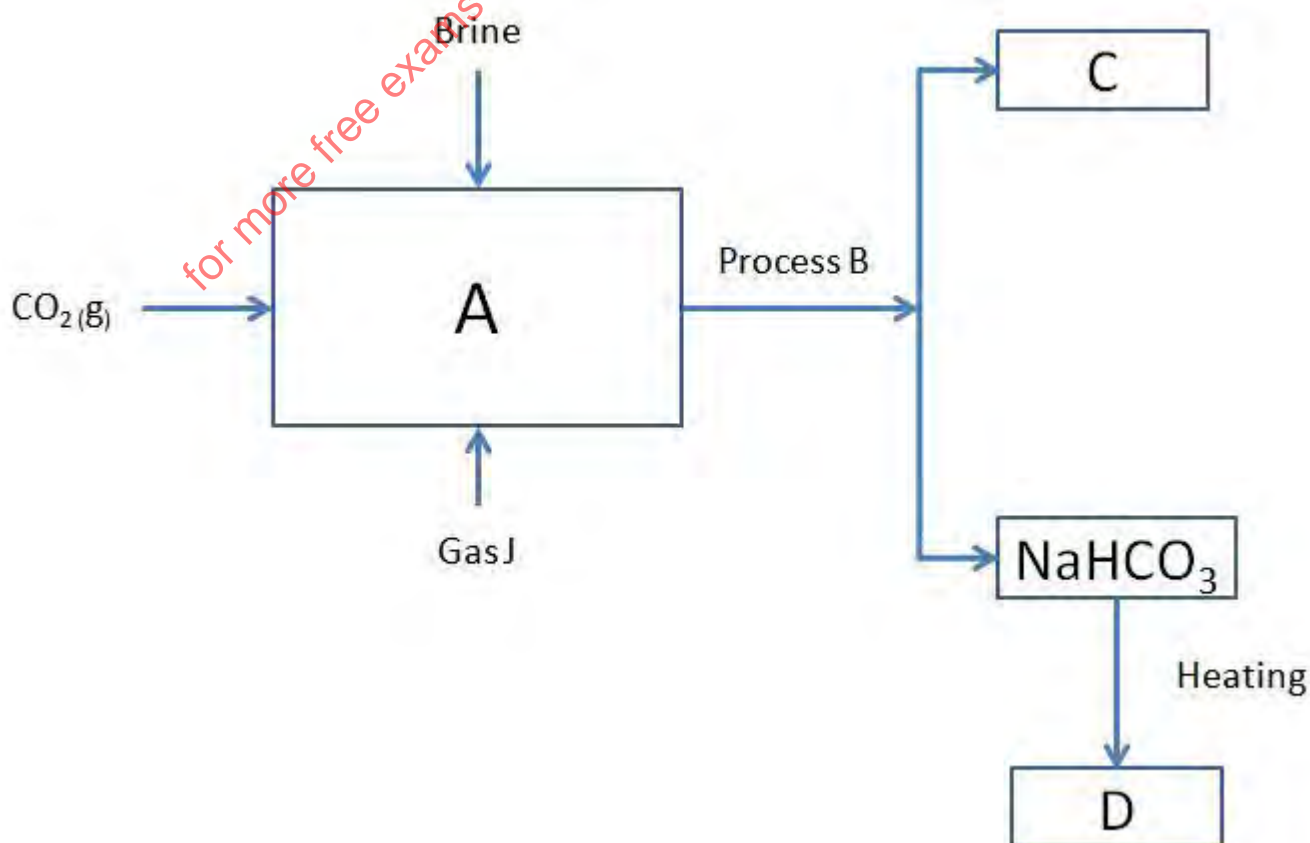 Brine
for more free exams
C
CO₂ (g)
A
Process B
Gas J
NaHCO₃
Heating
D